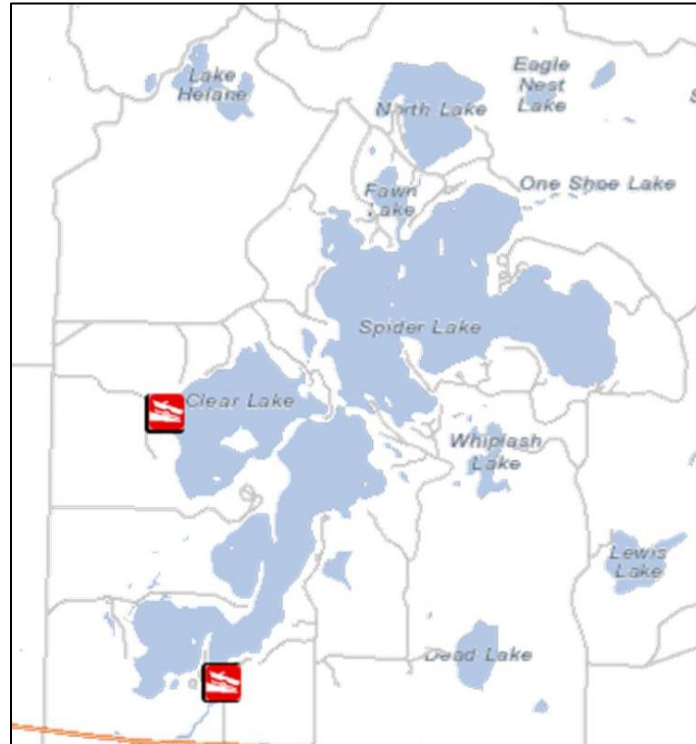 Lake
Helane
North Lake
Eagle
Nest
Lake
S
Fawn
Lake
One Shoe Lake
Spider Lake
Clear Lake
Whiplash
Lake
Lewis
Lake
Dead Lake